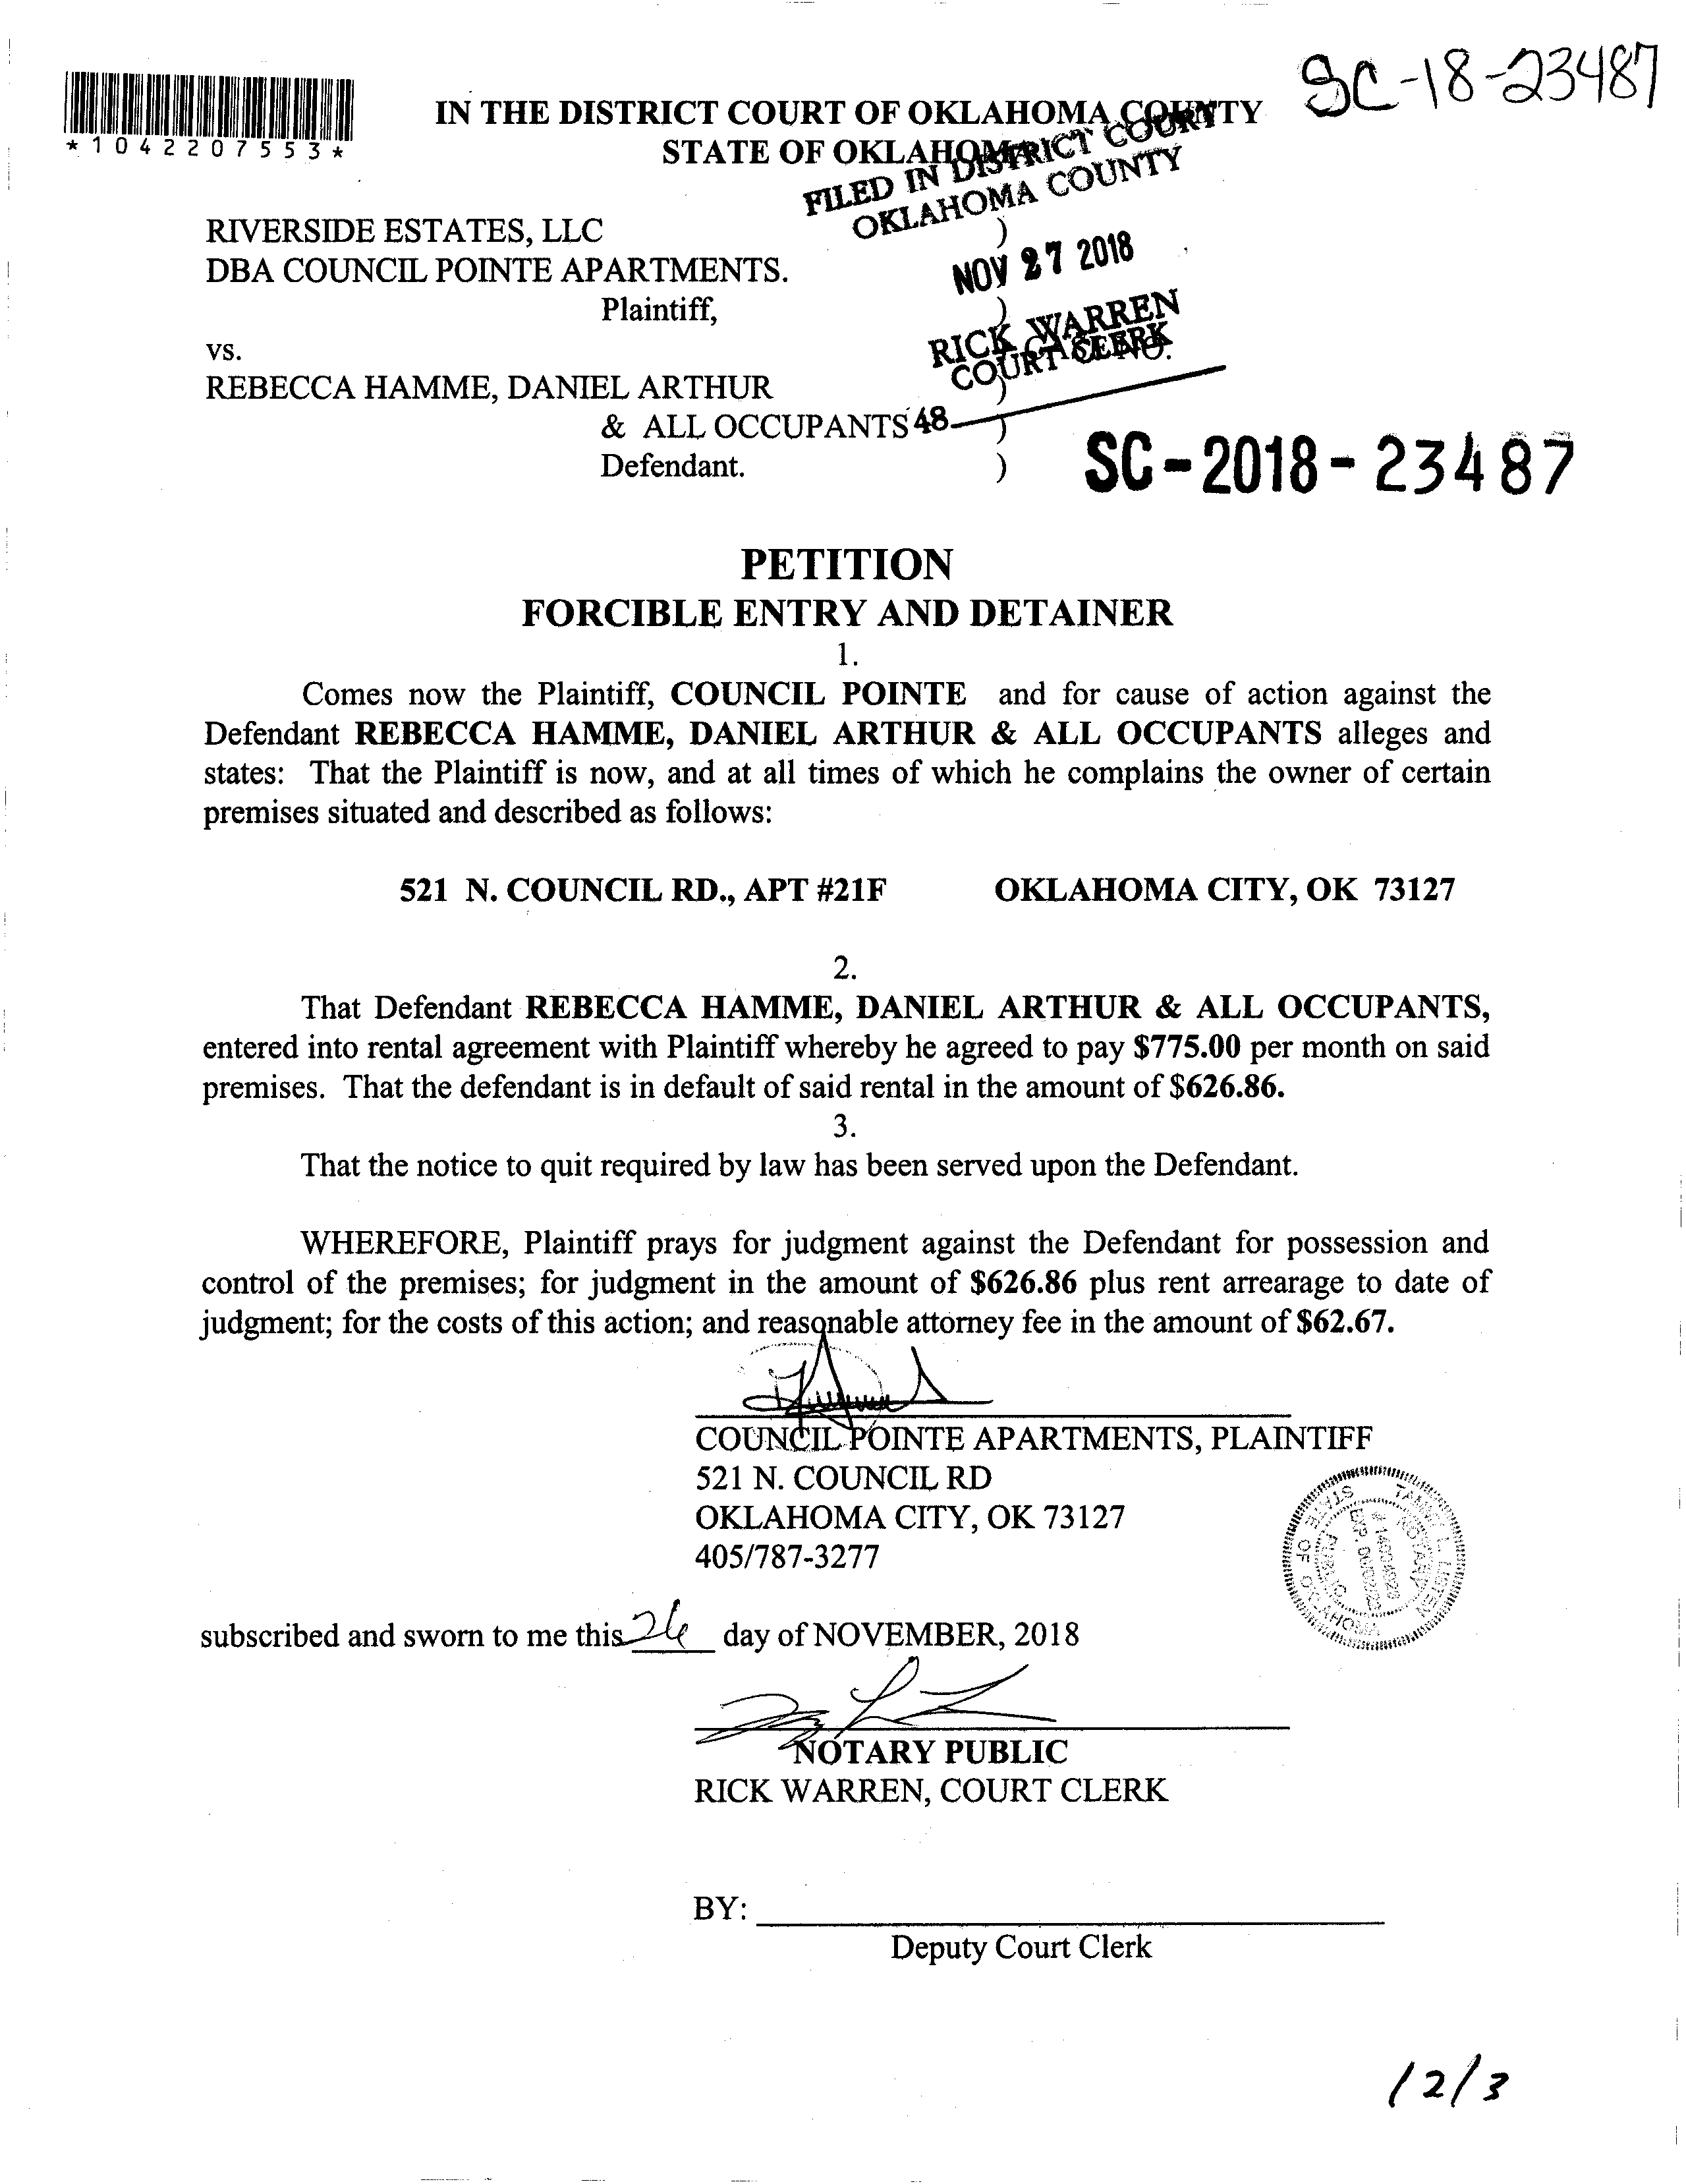 SC-18-23487
*1042207553*
IN THE DISTRICT COURT OF OKLAHOMA COUNTY
STATE OF OKLAHOMA
FILED IN DISTRICT COURT
OKLAHOMA COUNTY
RIVERSIDE ESTATES, LLC )
DBA COUNCIL POINTE APARTMENTS.
NOV 27 2018
Plaintiff, )
RICK WARREN
COURT CLERK
CASE NO.
vs.
REBECCA HAMME, DANIEL ARTHUR )
& ALL OCCUPANTS 48 )
Defendant. )
SC-2018-23487
PETITION
FORCIBLE ENTRY AND DETAINER
1.
Comes now the Plaintiff, COUNCIL POINTE and for cause of action against the
Defendant REBECCA HAMME, DANIEL ARTHUR & ALL OCCUPANTS alleges and
states: That the Plaintiff is now, and at all times of which he complains the owner of certain
premises situated and described as follows:
521 N. COUNCIL RD., APT #21F OKLAHOMA CITY, OK 73127
2.
That Defendant REBECCA HAMME, DANIEL ARTHUR & ALL OCCUPANTS,
entered into rental agreement with Plaintiff whereby he agreed to pay $775.00 per month on said
premises. That the defendant is in default of said rental in the amount of $626.86.
3.
That the notice to quit required by law has been served upon the Defendant.
WHEREFORE, Plaintiff prays for judgment against the Defendant for possession and
control of the premises; for judgment in the amount of $626.86 plus rent arrearage to date of
judgment; for the costs of this action; and reasonable attorney fee in the amount of $62.67.
COUNCIL POINTE APARTMENTS, PLAINTIFF
521 N. COUNCIL RD
OKLAHOMA CITY, OK 73127
405/787-3277
STATE OF OKLAHOMA
NOTARY PUBLIC
subscribed and sworn to me this 26 day of NOVEMBER, 2018
NOTARY PUBLIC
RICK WARREN, COURT CLERK
BY:
Deputy Court Clerk
12/3